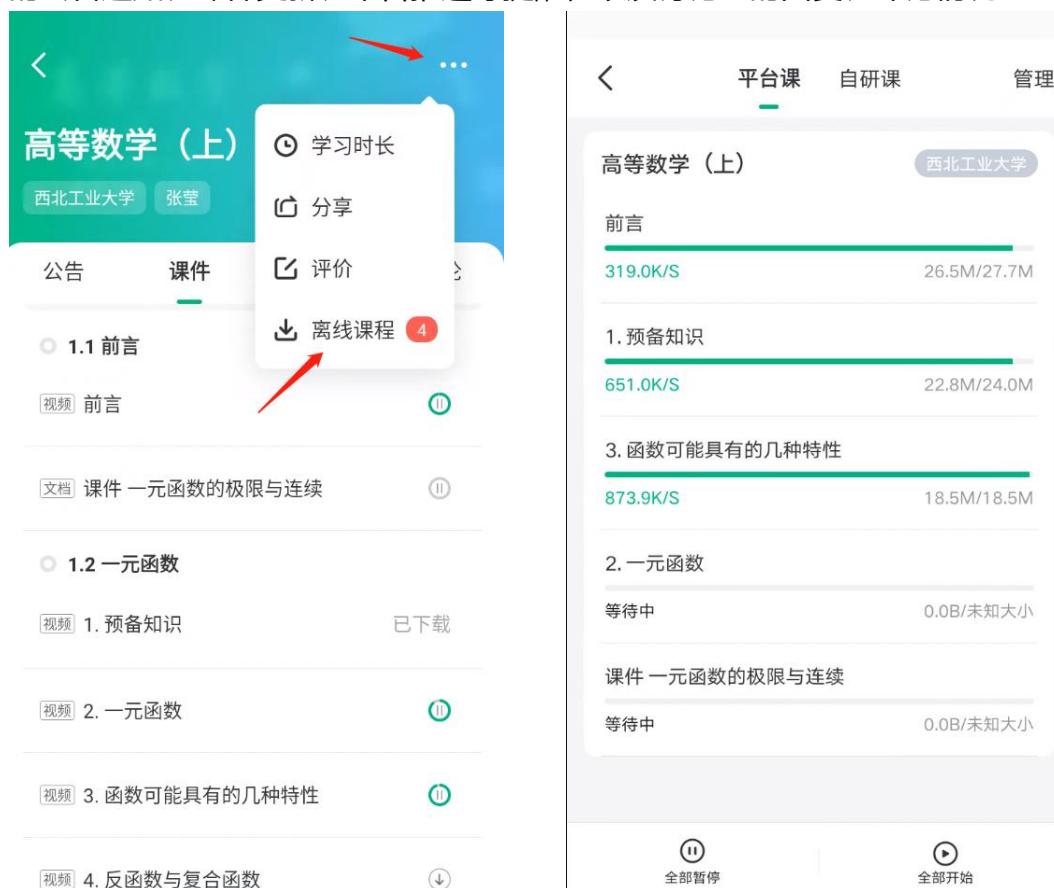 高等数学（上）
西北工业大学 张莹
学习时长
分享
评价
离线课程 4
公告 课件
1.1 前言
视频 前言
文档 课件 一元函数的极限与连续
1.2 一元函数
视频 1. 预备知识 已下载
视频 2. 一元函数
视频 3. 函数可能具有的几种特性
视频 4. 反函数与复合函数
平台课 自研课 管理
高等数学（上） 西北工业大学
前言
319.0K/S 26.5M/27.7M
1. 预备知识
651.0K/S 22.8M/24.0M
3. 函数可能具有的几种特性
873.9K/S 18.5M/18.5M
2. 一元函数
等待中 0.0B/未知大小
课件 一元函数的极限与连续
等待中 0.0B/未知大小
全部暂停 全部开始